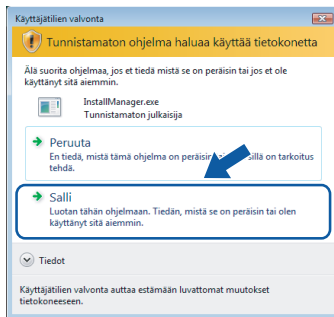 Käyttäjätilien valvonta
Tunnistamaton ohjelma haluaa käyttää tietokonetta
Älä suorita ohjelmaa, jos et tiedä mistä se on peräisin tai jos et ole
käyttänyt sitä aiemmin.
InstallManager.exe
Tunnistamaton julkaisija
Peruuta
En tiedä, mistä tämä ohjelma on peräisin sillä on tarkoitus
tehdä.
Salli
Luotan tähän ohjelmaan. Tiedän, mistä se on peräisin tai olen
käyttänyt sitä aiemmin.
Tiedot
Käyttäjätilien valvonta auttaa estämään luvattomat muutokset
tietokoneeseen.